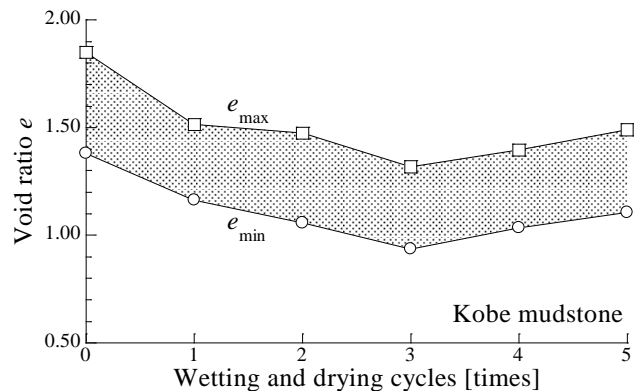 2.00
1.50
1.00
0.50
Void ratio e
e max
e min
Kobe mudstone
0 1 2 3 4 5
Wetting and drying cycles [times]